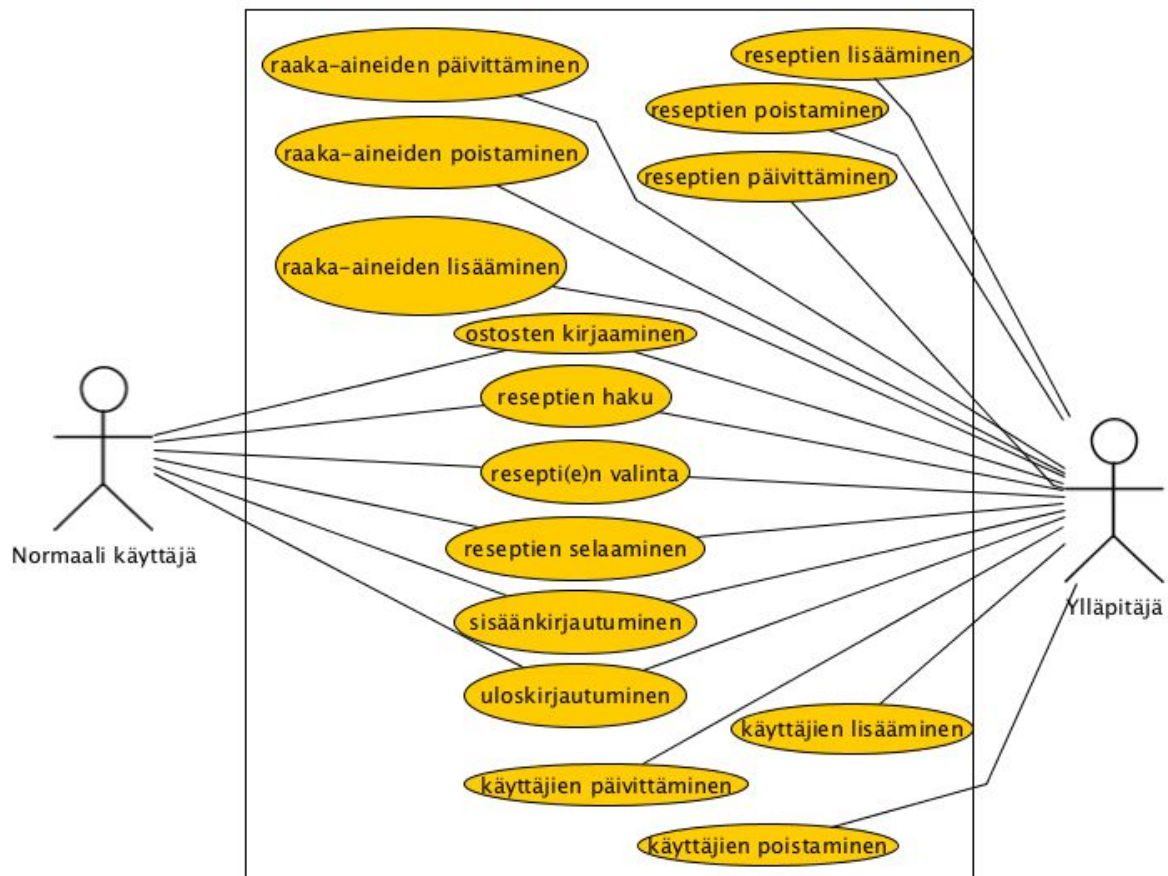 reseptien lisääminen
raaka-aineiden päivittäminen
reseptien poistaminen
raaka-aineiden poistaminen
reseptien päivittäminen
raaka-aineiden lisääminen
ostosten kirjaaminen
reseptien haku
resepti(e)n valinta
reseptien selaaminen
Normaali käyttäjä
Ylläpitäjä
sisäänkirjautuminen
uloskirjautuminen
käyttäjien lisääminen
käyttäjien päivittäminen
käyttäjien poistaminen